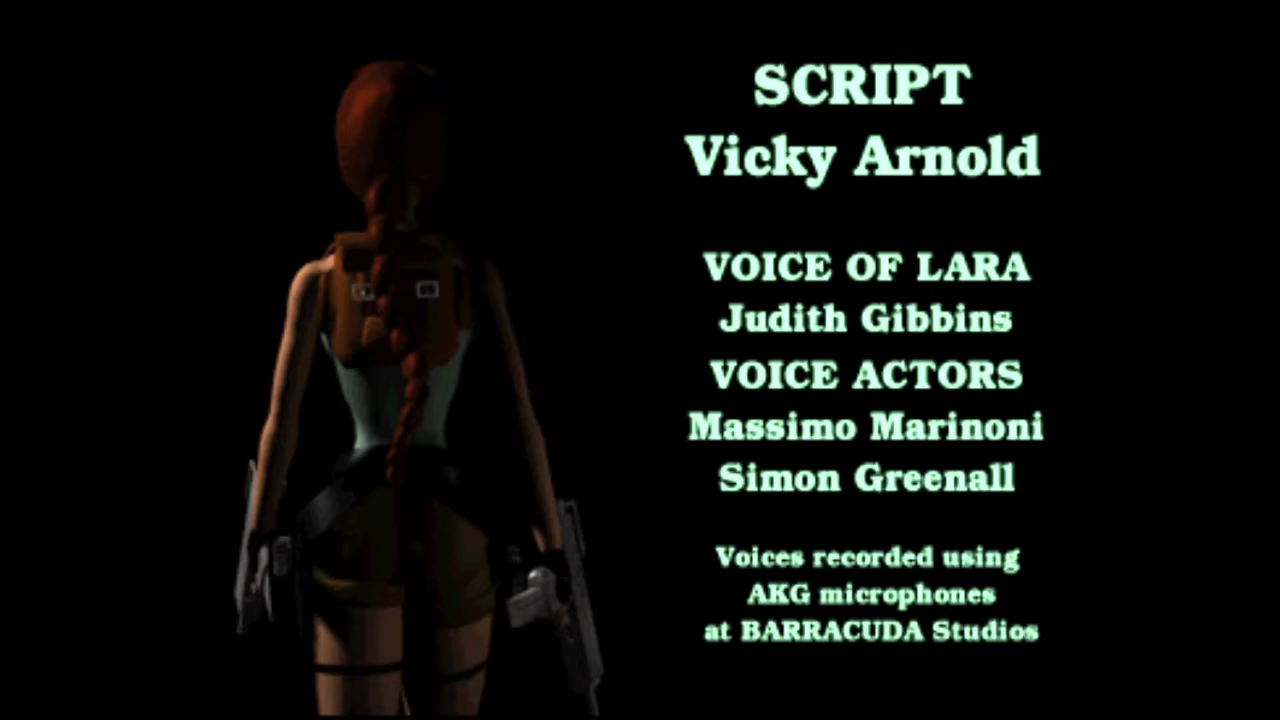 SCRIPT
Vicky Arnold
VOICE OF LARA
Judith Gibbins
VOICE ACTORS
Massimo Marinoni
Simon Greenall
Voices recorded using
AKG microphones
at BARRACUDA Studios